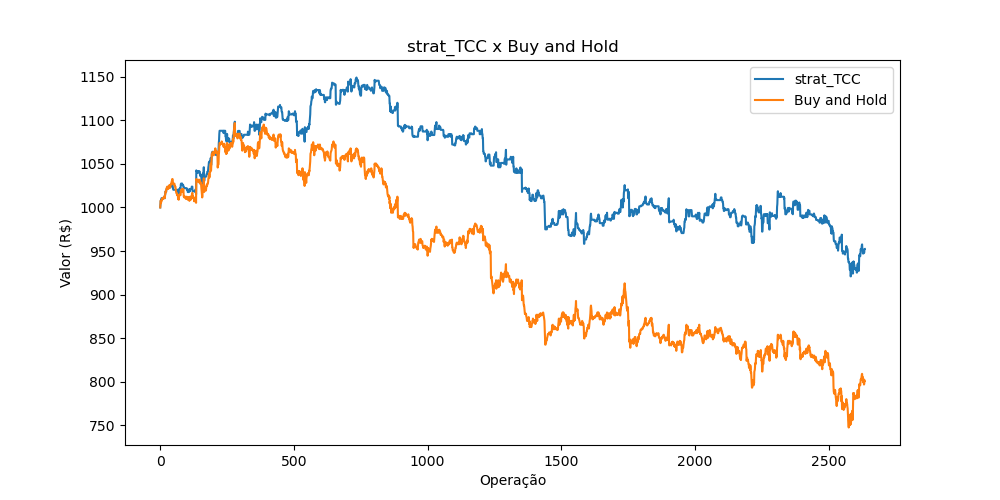 strat_TCC x Buy and Hold
strat_TCC
Buy and Hold
Valor (R$)
1150
1100
1050
1000
950
900
850
800
750
0 500 1000 1500 2000 2500
Operação